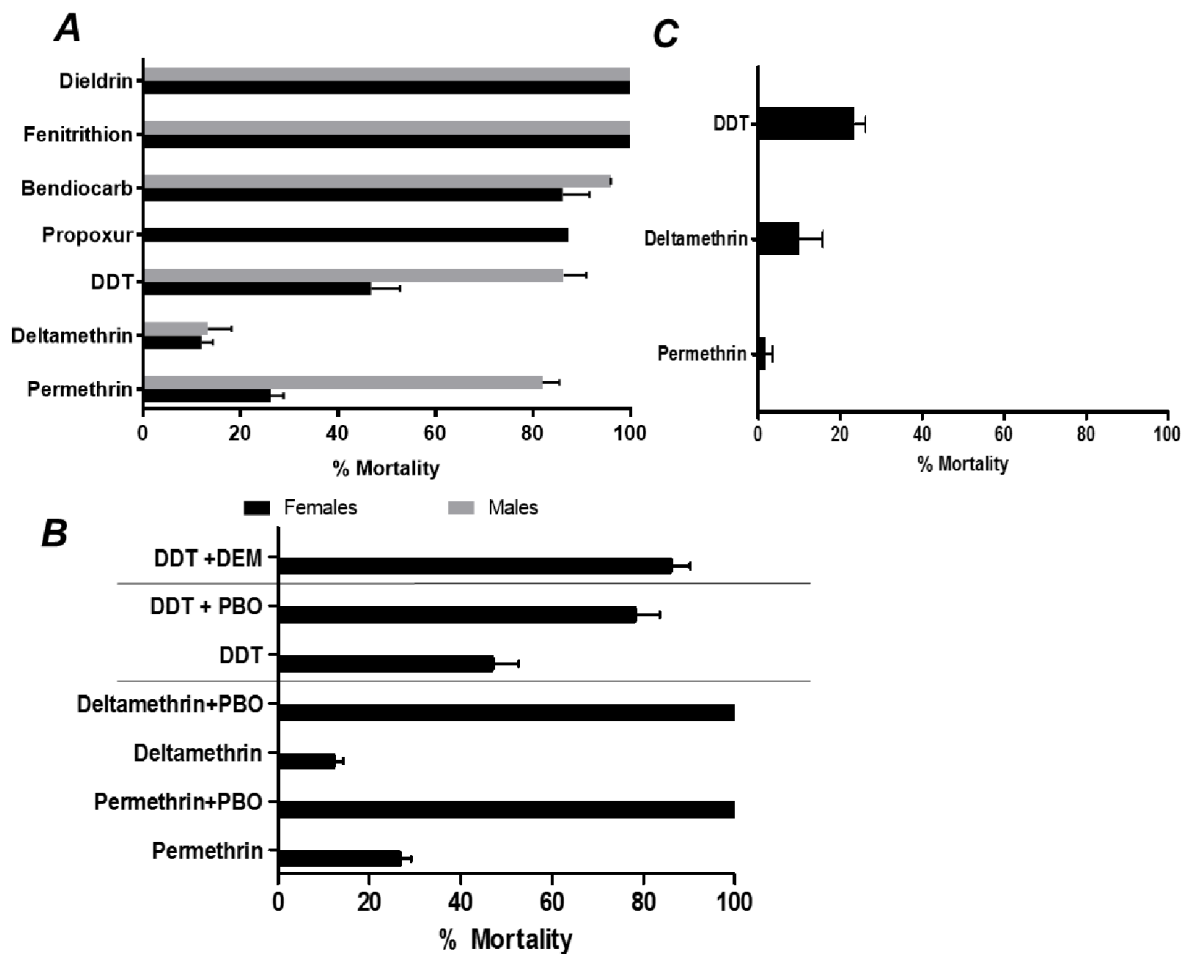 A
Dieldrin
Fenitrithion
Bendiocarb
Propoxur
DDT
Deltamethrin
Permethrin
0 20 40 60 80 100
% Mortality
C
DDT
Deltamethrin
Permethrin
0 20 40 60 80 100
% Mortality
Females Males
B
DDT +DEM
DDT + PBO
DDT
Deltamethrin+PBO
Deltamethrin
Permethrin+PBO
Permethrin
0 20 40 60 80 100
% Mortality